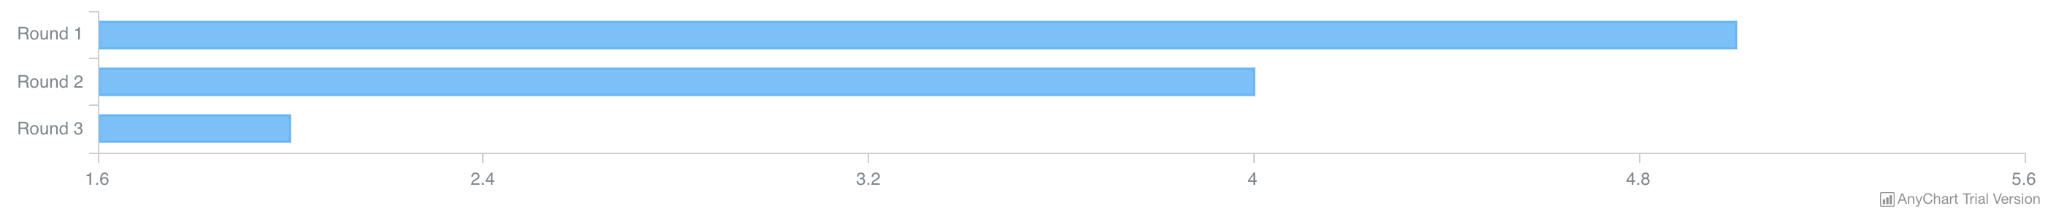 Round 1
Round 2
Round 3
1.6 2.4 3.2 4 4.8 5.6
AnyChart Trial Version